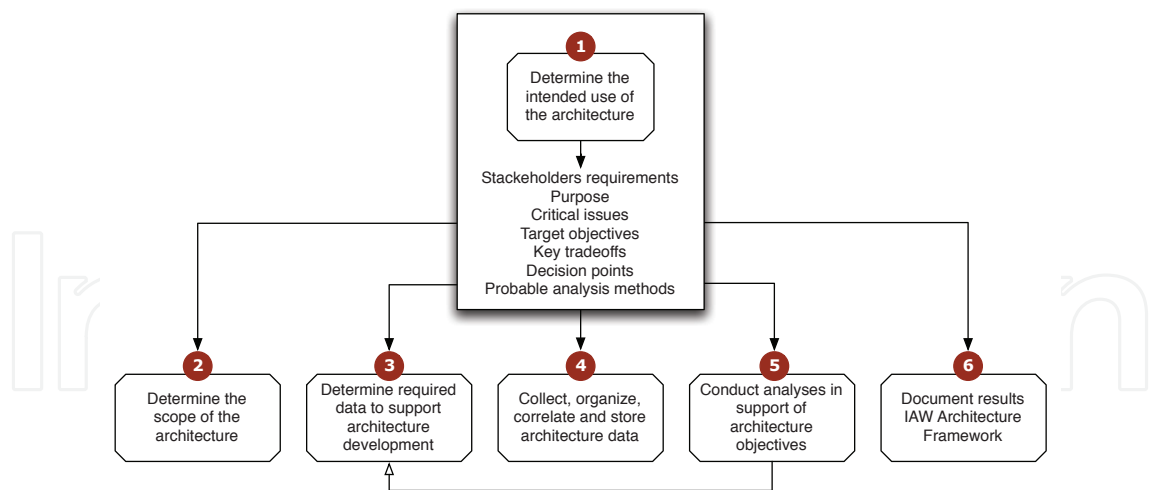 1
Determine the
intended use of
the architecture
Stackeholders requirements
Purpose
Critical issues
Target objectives
Key tradeoffs
Decision points
Probable analysis methods
2
Determine the
scope of the
architecture
3
Determine required
data to support
architecture
development
4
Collect, organize,
correlate and store
architecture data
5
Conduct analyses in
support of
architecture
objectives
6
Document results
IAW Architecture
Framework